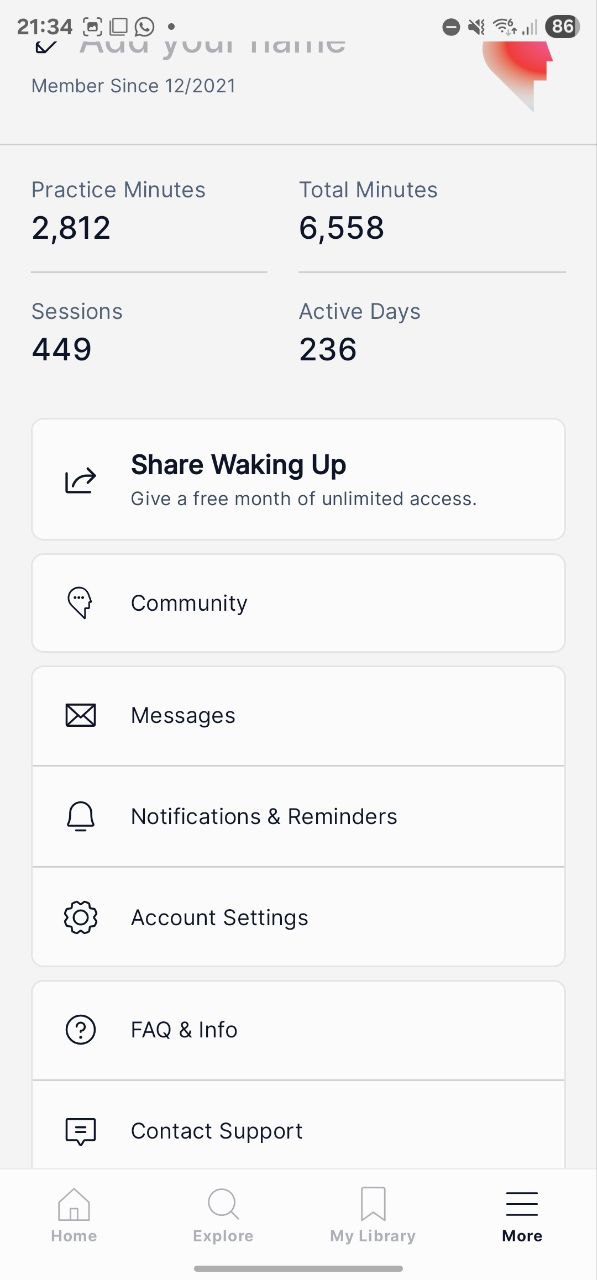 21:34
86
Add your name
Member Since 12/2021
Practice Minutes
2,812
Total Minutes
6,558
Sessions
449
Active Days
236
Share Waking Up
Give a free month of unlimited access.
Community
Messages
Notifications & Reminders
Account Settings
FAQ & Info
Contact Support
Home
Explore
My Library
More